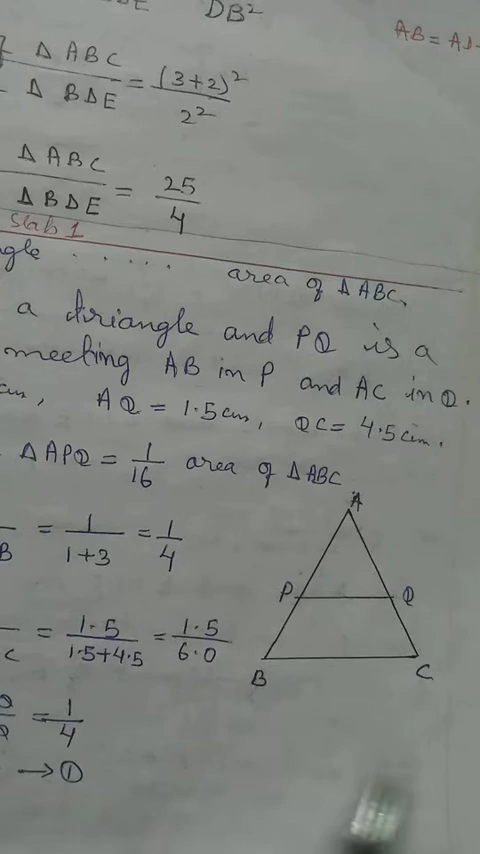 DB²
AB = AD
Δ ABC / Δ BDE = (3+2)² / 2²
Δ ABC / Δ BDE = 25 / 4
Slab 1
ngle . . . . . area of Δ ABC.
a triangle and PQ is a
meeting AB in P and AC in Q.
cm, AQ = 1.5 cm, QC = 4.5 cm.
Δ APQ = 1/16 area of Δ ABC
B = 1 / 1+3 = 1/4
C = 1.5 / 1.5+4.5 = 1.5 / 6.0
= 1/4
→ ①
A
P Q
B C